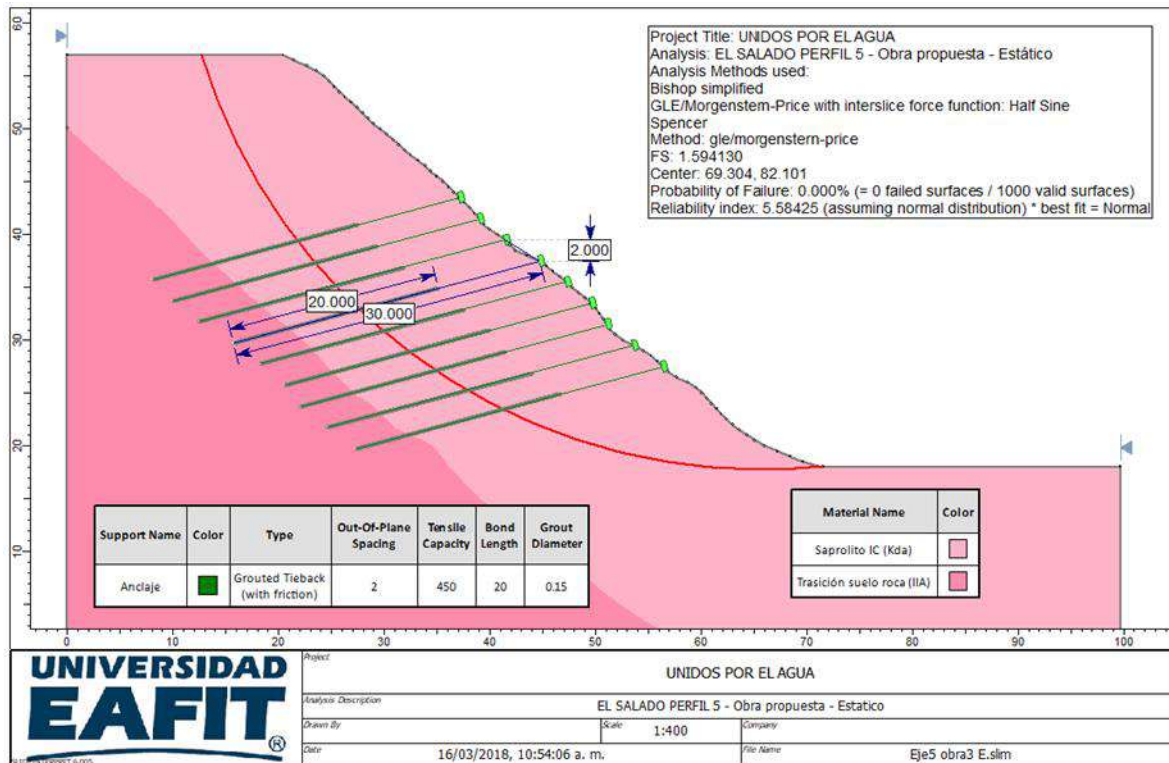 Project Title: UNIDOS POR EL AGUA
Analysis: EL SALADO PERFIL 5 - Obra propuesta - Estático
Analysis Methods used:
Bishop simplified
GLE/Morgenstern-Price with interslice force function: Half Sine
Spencer
Method: gle/morgenstern-price
FS: 1.594130
Center: 69.304, 82.101
Probability of Failure: 0.000% (= 0 failed surfaces / 1000 valid surfaces)
Reliability index: 5.58425 (assuming normal distribution) * best fit = Normal
60
50
40
30
20
10
2.000
20.000
30.000
Support Name Color Type Out-Of-Plane Spacing Tensile Capacity Bond Length Grout Diameter
Anclaje Grouted Tieback (with friction) 2 450 20 0.15
Material Name Color
Saprolito IC (Kda)
Trasición suelo roca (IIA)
0 10 20 30 40 50 60 70 80 90 100
UNIVERSIDAD
EAFIT®
Project
UNIDOS POR EL AGUA
Analysis Description
EL SALADO PERFIL 5 - Obra propuesta - Estatico
Drawn By Scale 1:400 Company
Date 16/03/2018, 10:54:06 a. m. File Name Eje5 obra3 E.slim